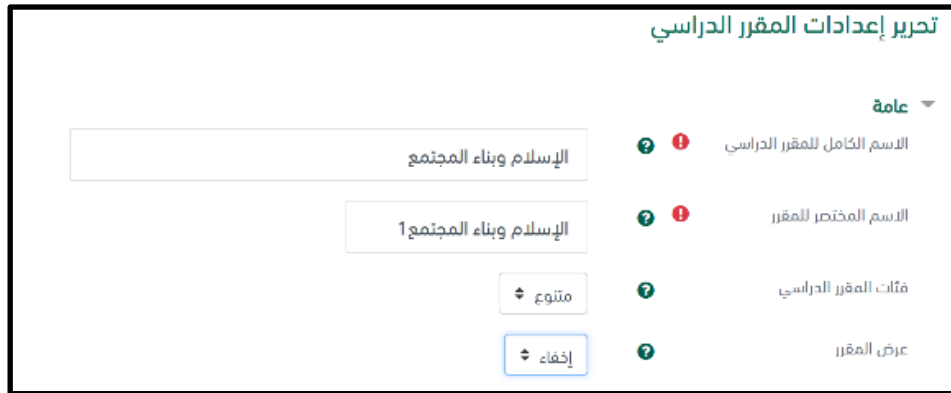 تحرير إعدادات المقرر الدراسي
عامة
الاسم الكامل للمقرر الدراسي
الإسلام وبناء المجتمع
الاسم المختصر للمقرر
الإسلام وبناء المجتمع1
فئات المقرر الدراسي
متنوع
عرض المقرر
إخفاء